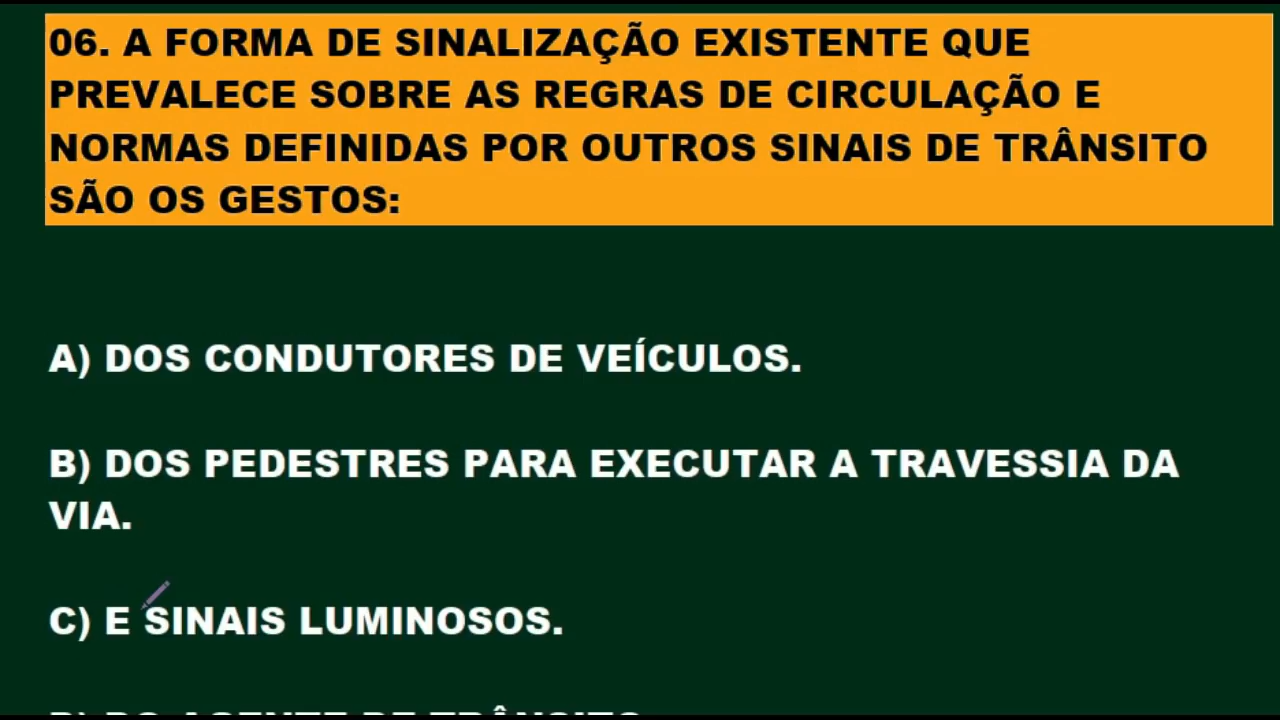 06. A FORMA DE SINALIZAÇÃO EXISTENTE QUE
PREVALECE SOBRE AS REGRAS DE CIRCULAÇÃO E
NORMAS DEFINIDAS POR OUTROS SINAIS DE TRÂNSITO
SÃO OS GESTOS:
A) DOS CONDUTORES DE VEÍCULOS.
B) DOS PEDESTRES PARA EXECUTAR A TRAVESSIA DA
VIA.
C) E SINAIS LUMINOSOS.